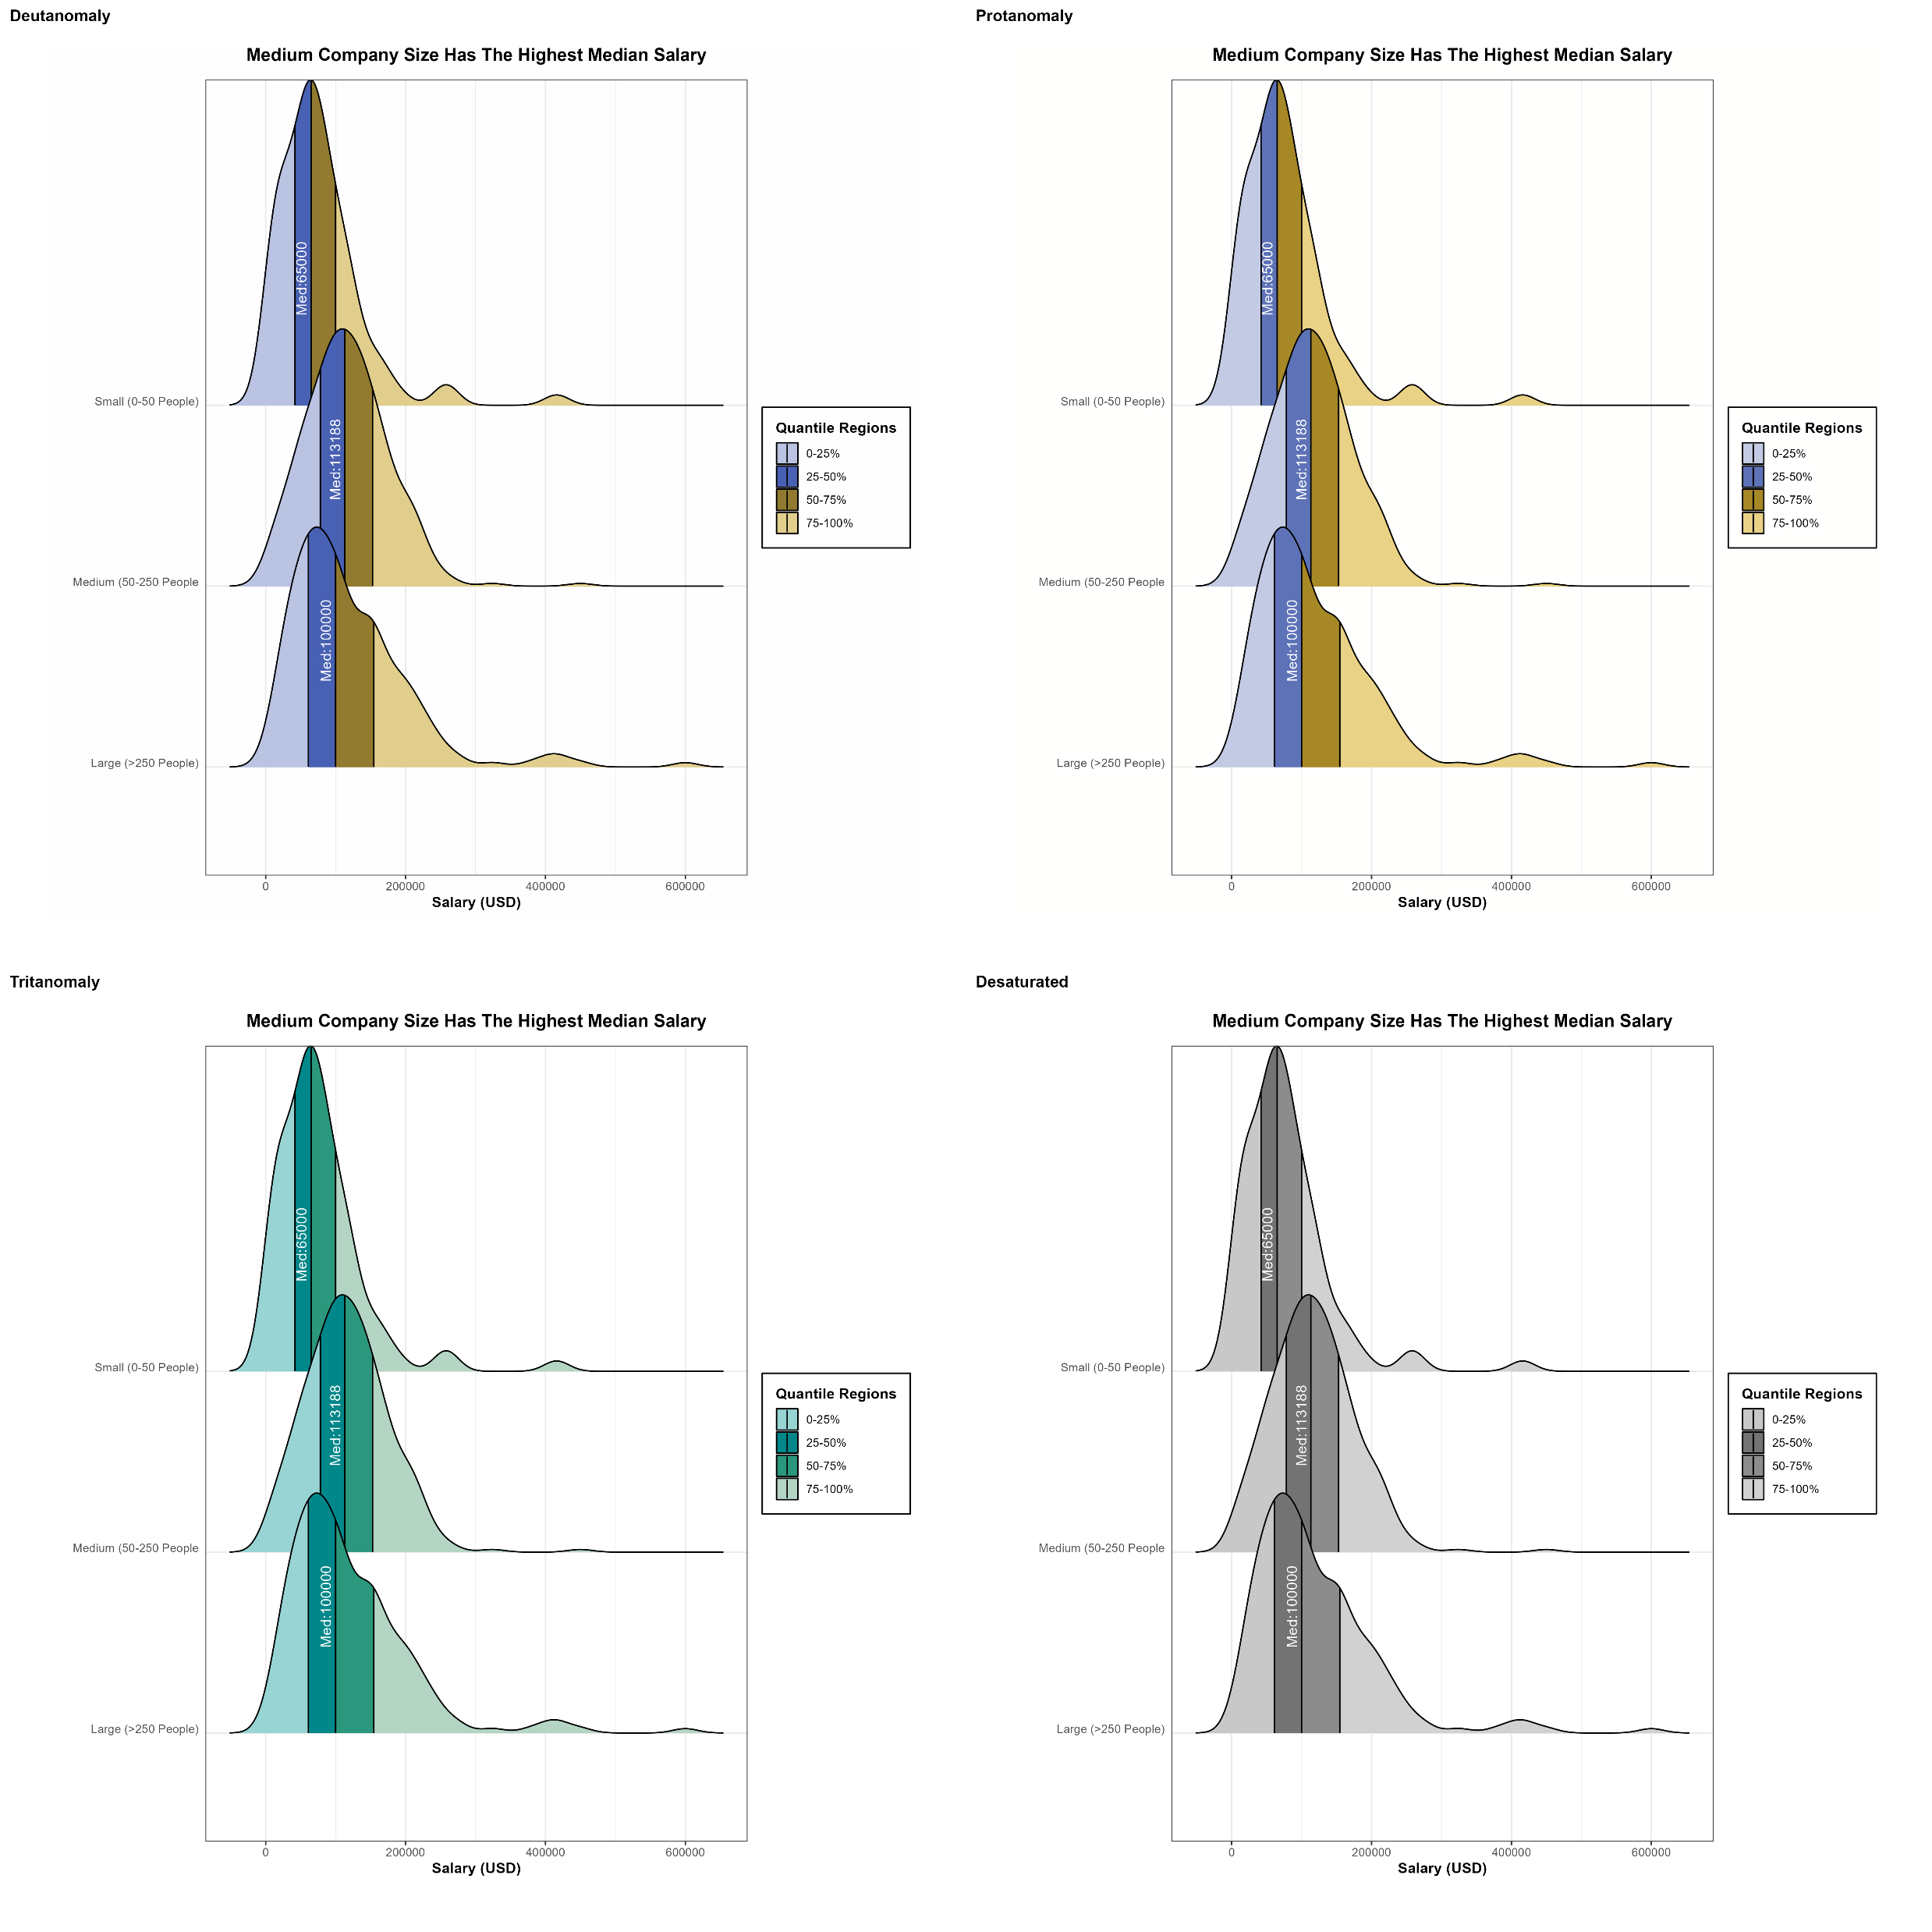 Deutanomaly
Medium Company Size Has The Highest Median Salary
Med:65000
Small (0-50 People)
Med:113188
Medium (50-250 People
Med:100000
Large (>250 People)
0 200000 400000 600000
Salary (USD)
Quantile Regions
0-25%
25-50%
50-75%
75-100%
Protanomaly
Medium Company Size Has The Highest Median Salary
Med:65000
Small (0-50 People)
Med:113188
Medium (50-250 People
Med:100000
Large (>250 People)
0 200000 400000 600000
Salary (USD)
Quantile Regions
0-25%
25-50%
50-75%
75-100%
Tritanomaly
Medium Company Size Has The Highest Median Salary
Med:65000
Small (0-50 People)
Med:113188
Medium (50-250 People
Med:100000
Large (>250 People)
0 200000 400000 600000
Salary (USD)
Quantile Regions
0-25%
25-50%
50-75%
75-100%
Desaturated
Medium Company Size Has The Highest Median Salary
Med:65000
Small (0-50 People)
Med:113188
Medium (50-250 People
Med:100000
Large (>250 People)
0 200000 400000 600000
Salary (USD)
Quantile Regions
0-25%
25-50%
50-75%
75-100%